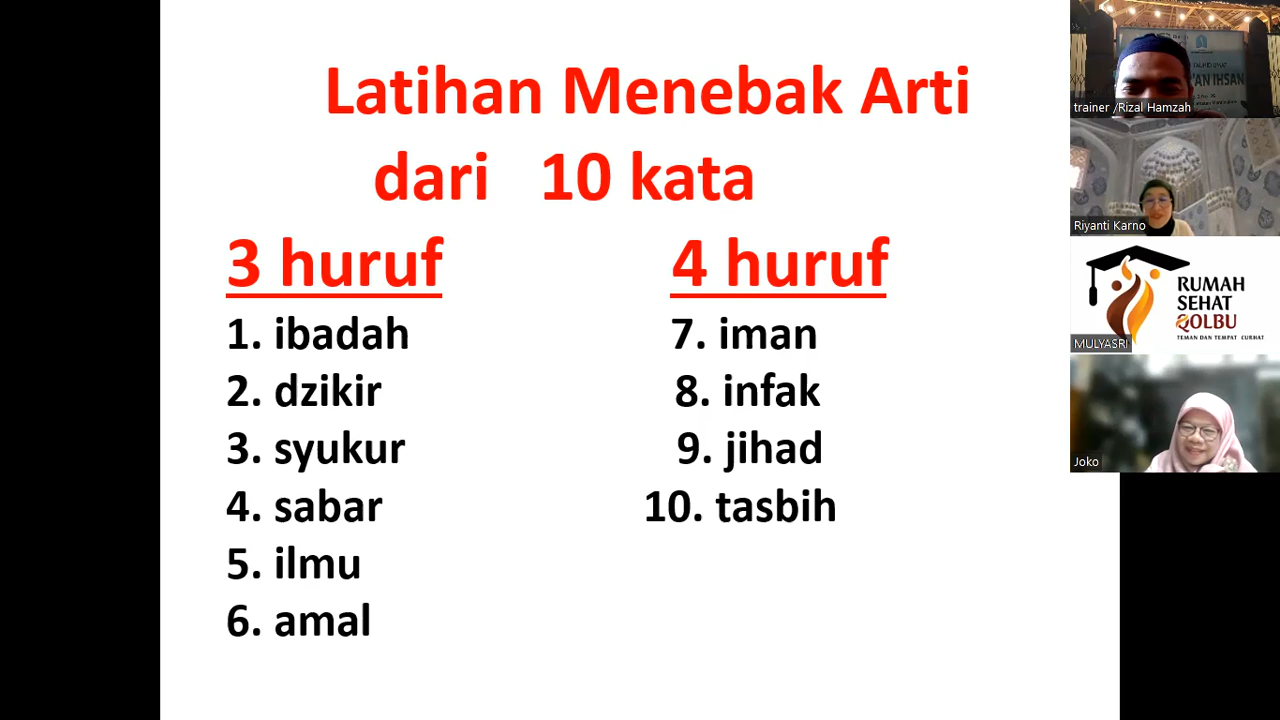 Latihan Menebak Arti
dari 10 kata
3 huruf
1. ibadah
2. dzikir
3. syukur
4. sabar
5. ilmu
6. amal
4 huruf
7. iman
8. infak
9. jihad
10. tasbih
AN IHSAN
trainer /Rizal Hamzah
Riyanti Karno
RUMAH
SEHAT
QOLBU
TEMAN DAN TEMPAT CURHAT
MULYASRI
Joko